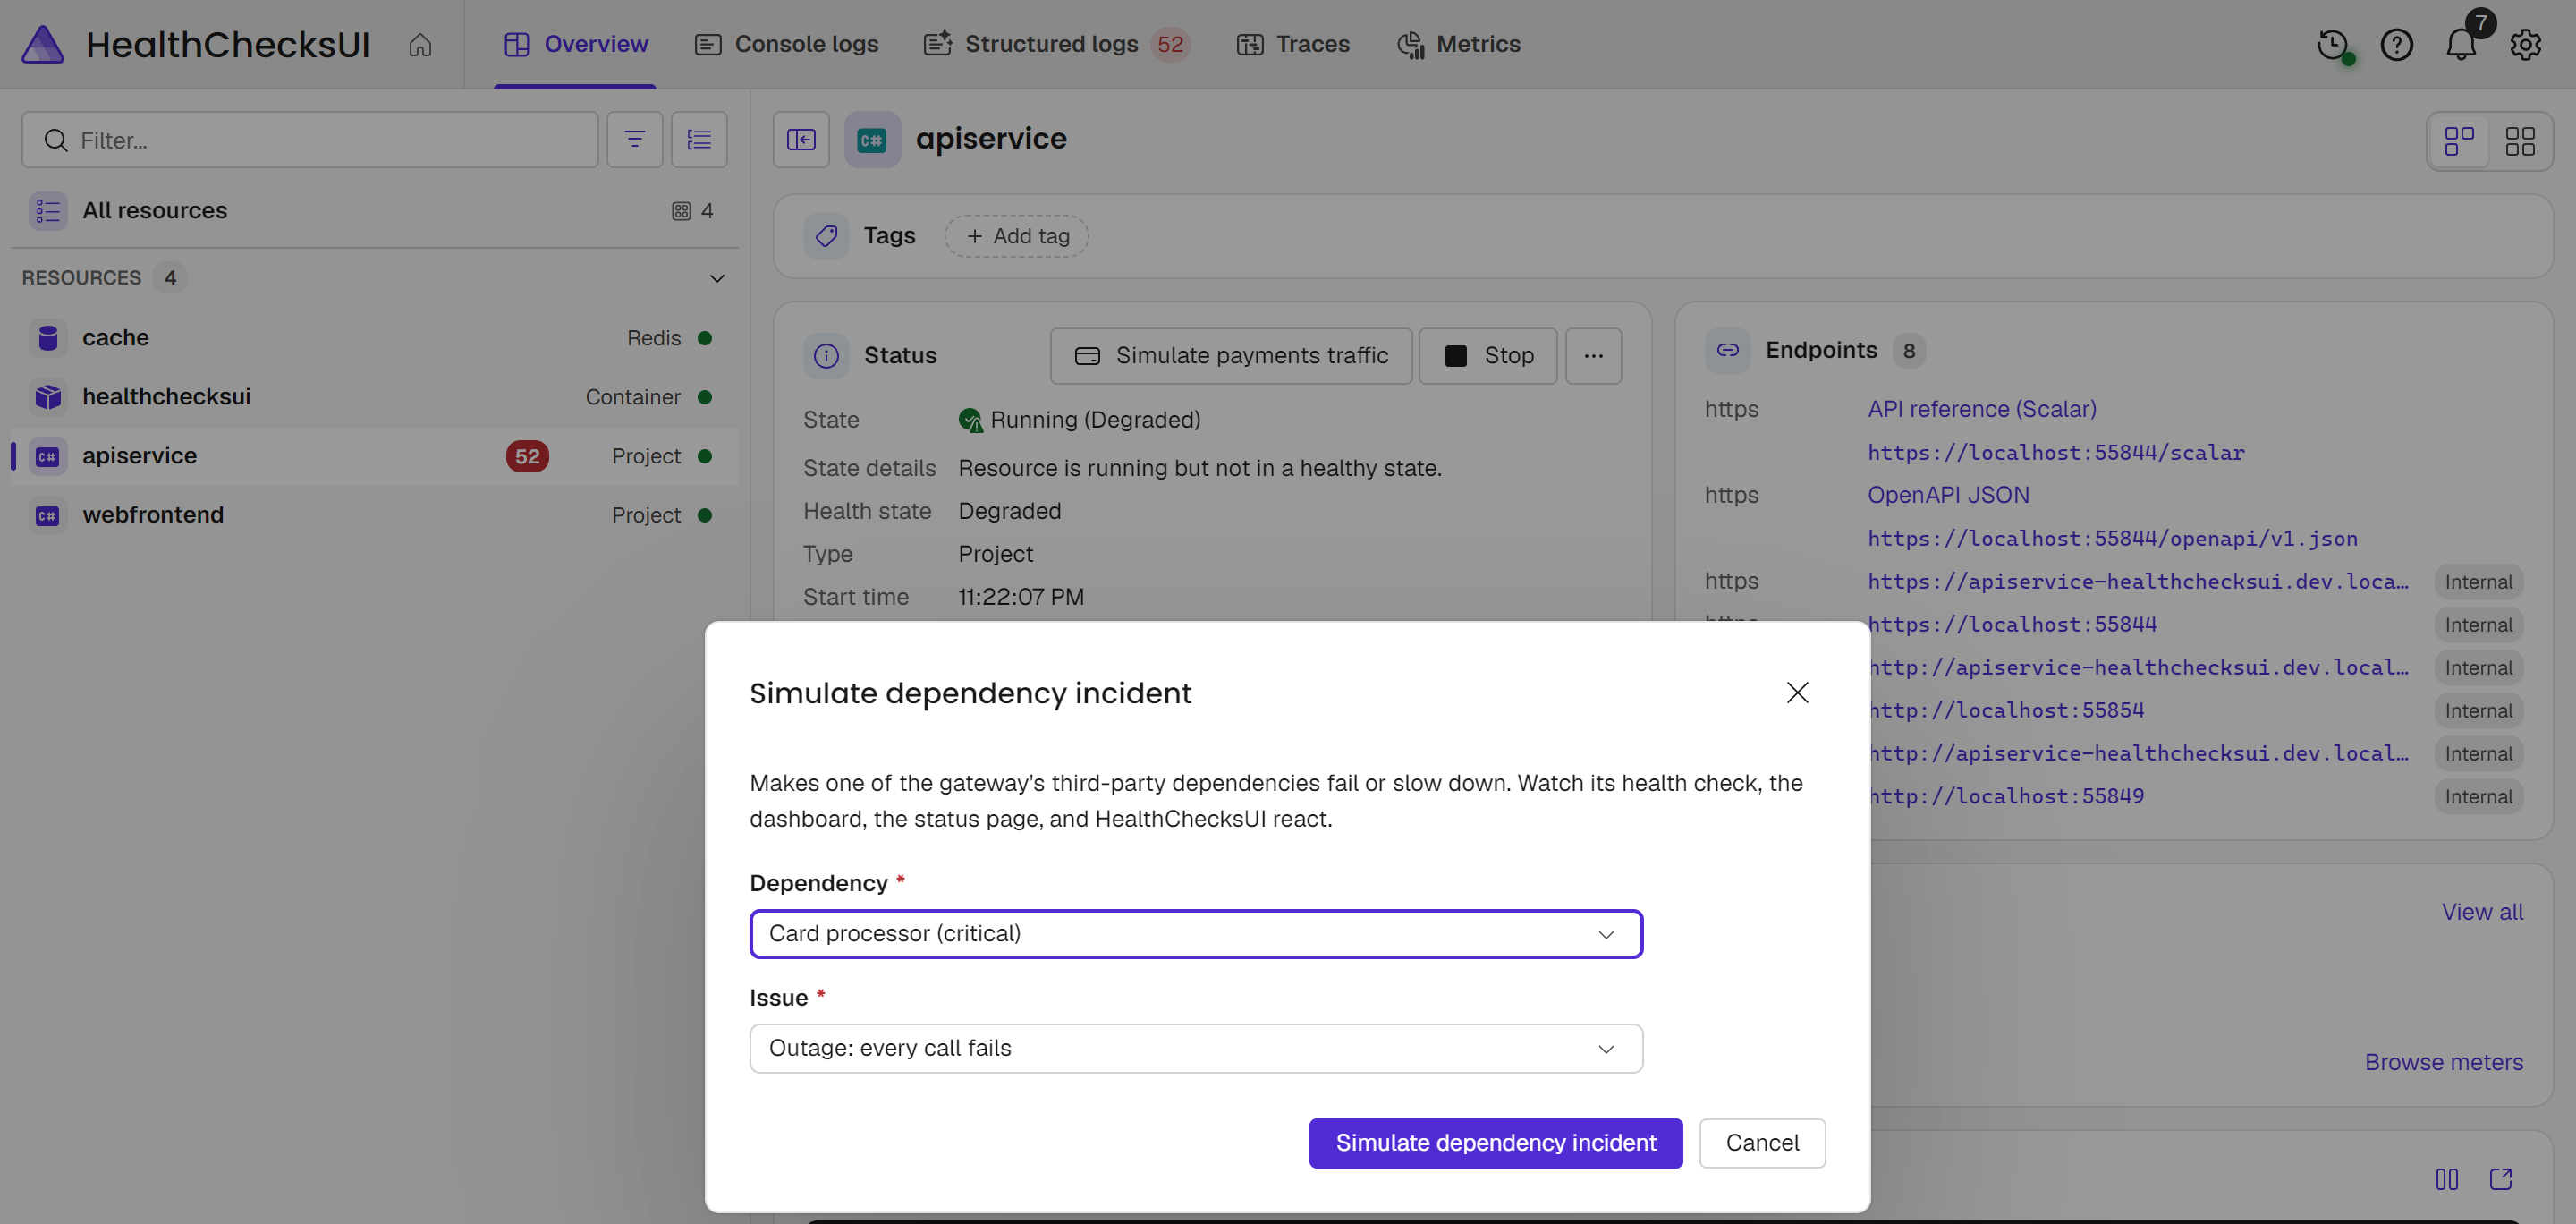 HealthChecksUI
Overview
Console logs
Structured logs 52
Traces
Metrics
7
Filter...
All resources 4
RESOURCES 4
cache Redis
healthchecksui Container
C# apiservice 52 Project
C# webfrontend Project
C# apiservice
Tags + Add tag
Status Simulate payments traffic Stop ...
State Running (Degraded)
State details Resource is running but not in a healthy state.
Health state Degraded
Type Project
Start time 11:22:07 PM
Endpoints 8
https API reference (Scalar)
https://localhost:55844/scalar
https OpenAPI JSON
https://localhost:55844/openapi/v1.json
https https://apiservice-healthchecksui.dev.loca... Internal
https://localhost:55844 Internal
http://apiservice-healthchecksui.dev.local... Internal
http://localhost:55854 Internal
http://apiservice-healthchecksui.dev.local... Internal
http://localhost:55849 Internal
View all
Browse meters
Simulate dependency incident
Makes one of the gateway's third-party dependencies fail or slow down. Watch its health check, the
dashboard, the status page, and HealthChecksUI react.
Dependency *
Card processor (critical)
Issue *
Outage: every call fails
Simulate dependency incident Cancel